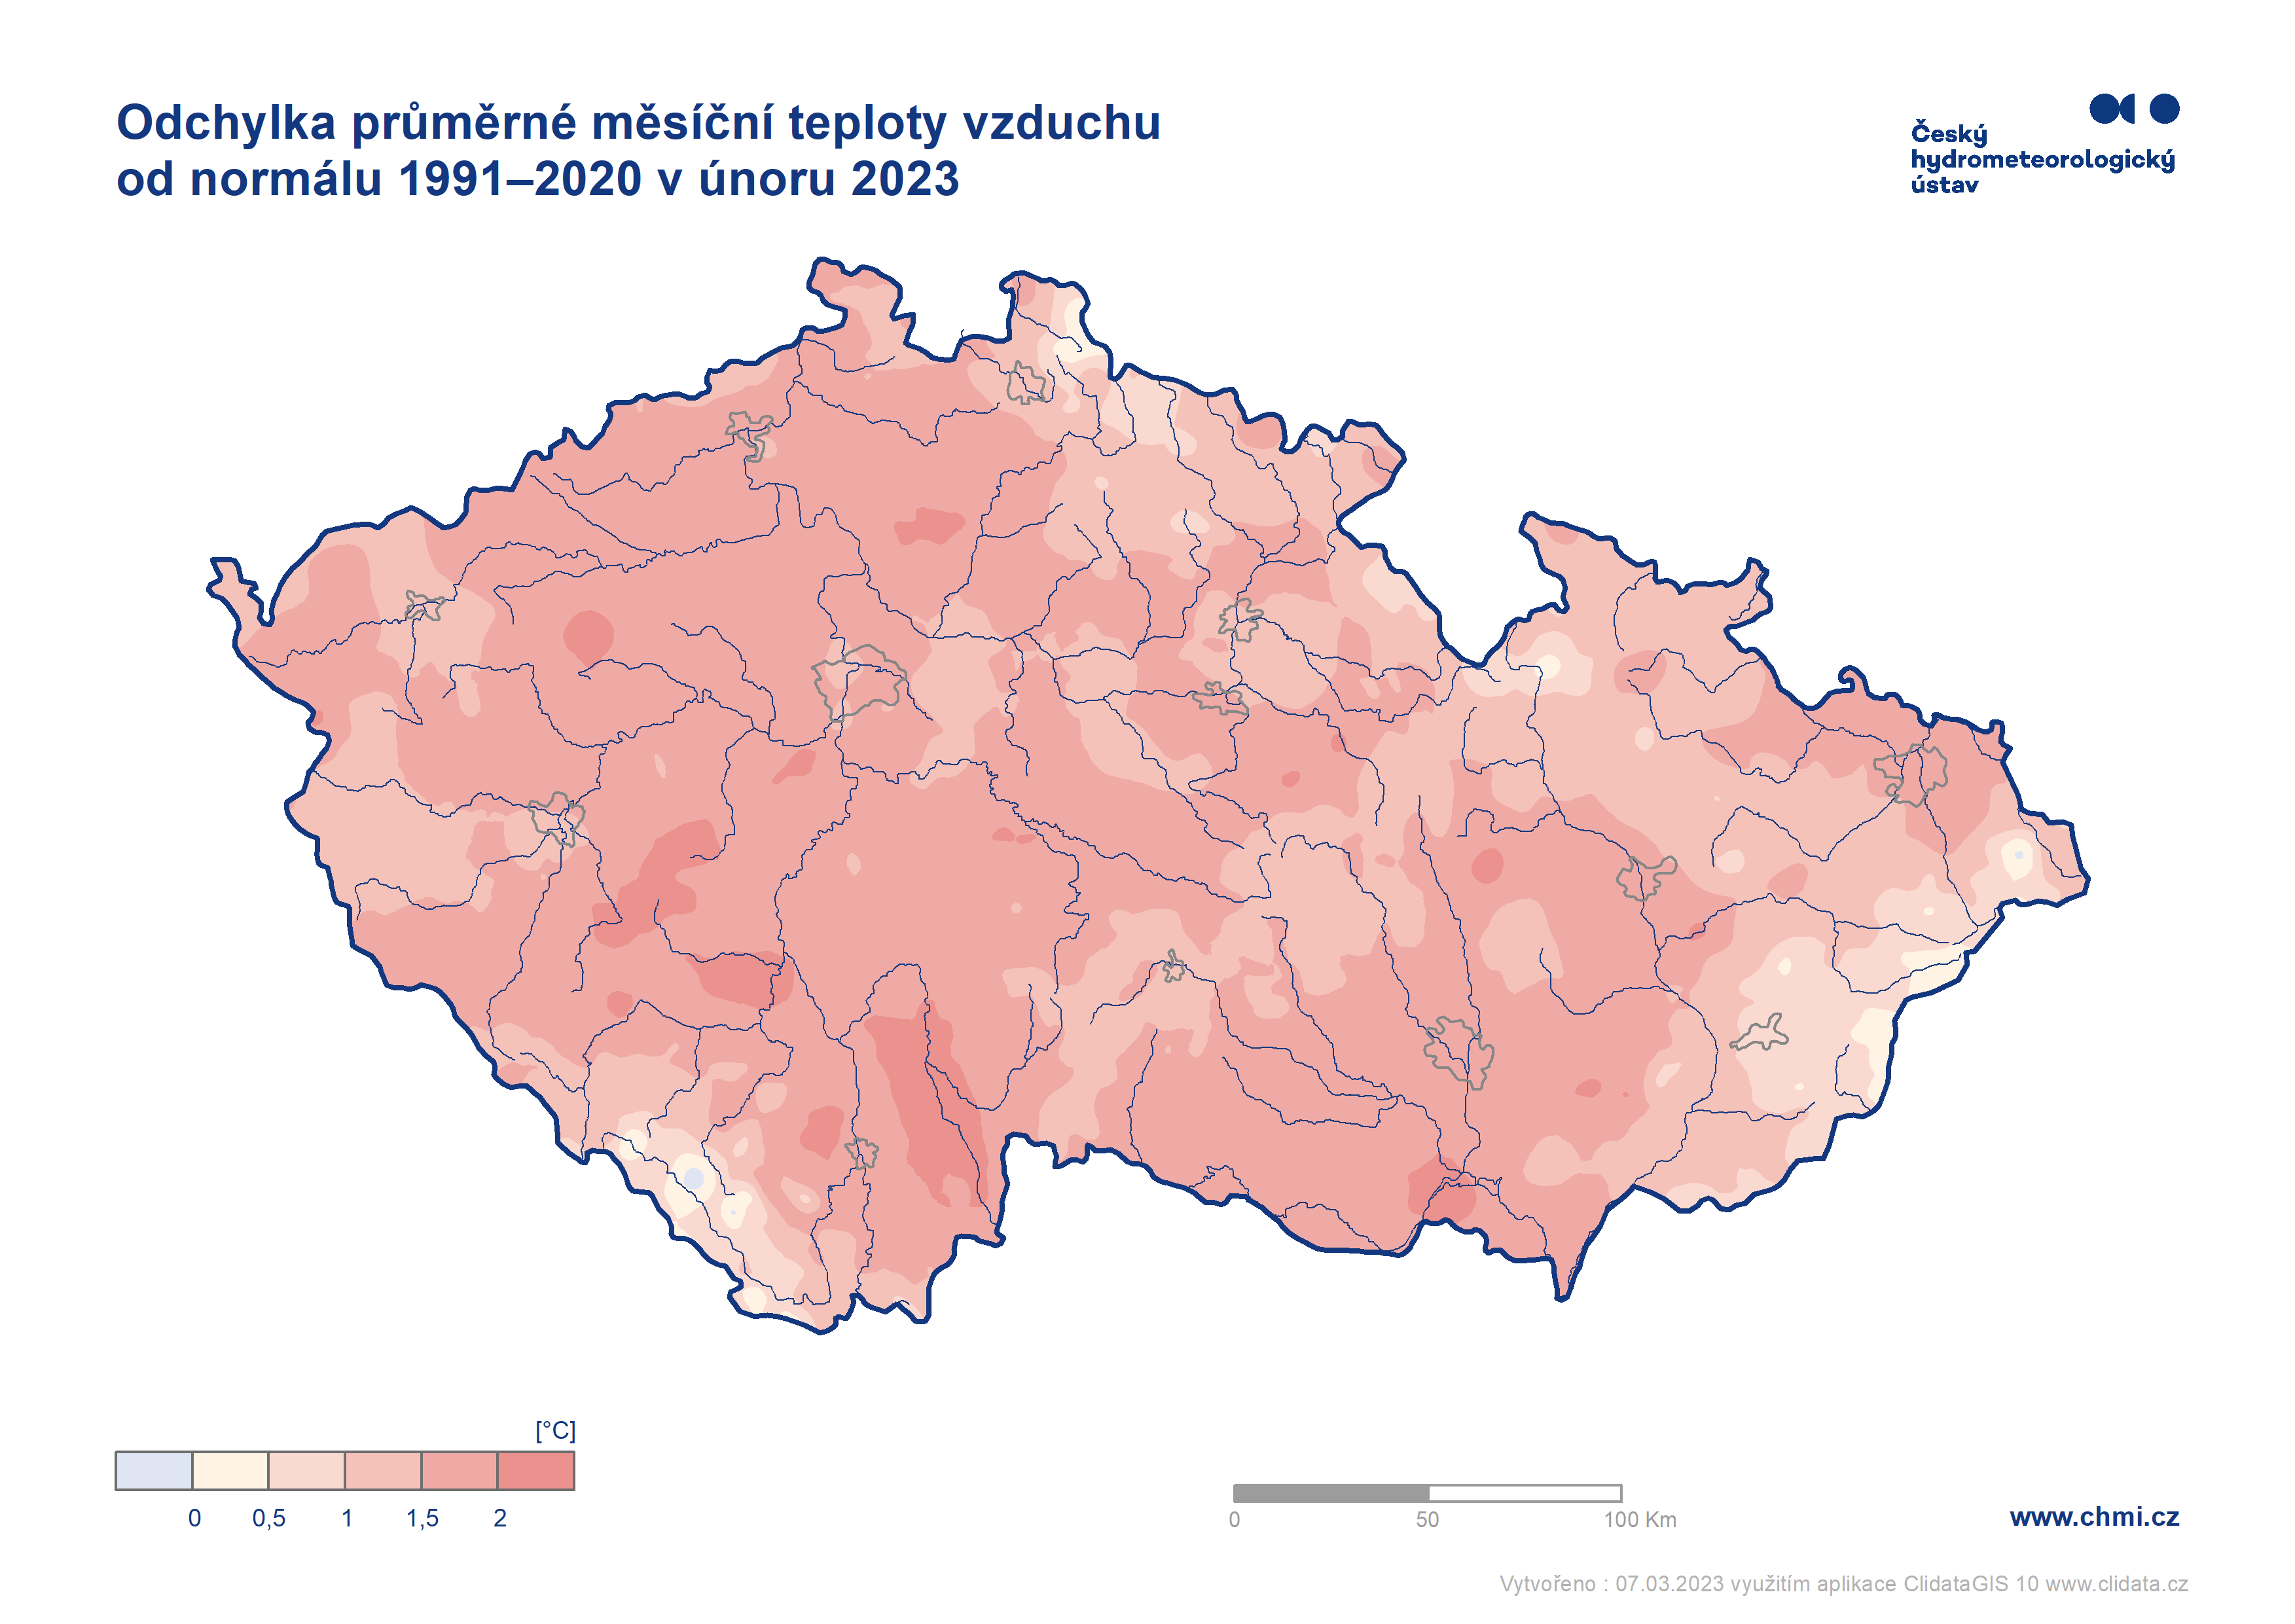 Odchylka průměrné měsíční teploty vzduchu
od normálu 1991–2020 v únoru 2023
Český
hydrometeorologický
ústav
[°C]
0 0,5 1 1,5 2
0 50 100 Km
www.chmi.cz
Vytvořeno : 07.03.2023 využitím aplikace ClidataGIS 10 www.clidata.cz